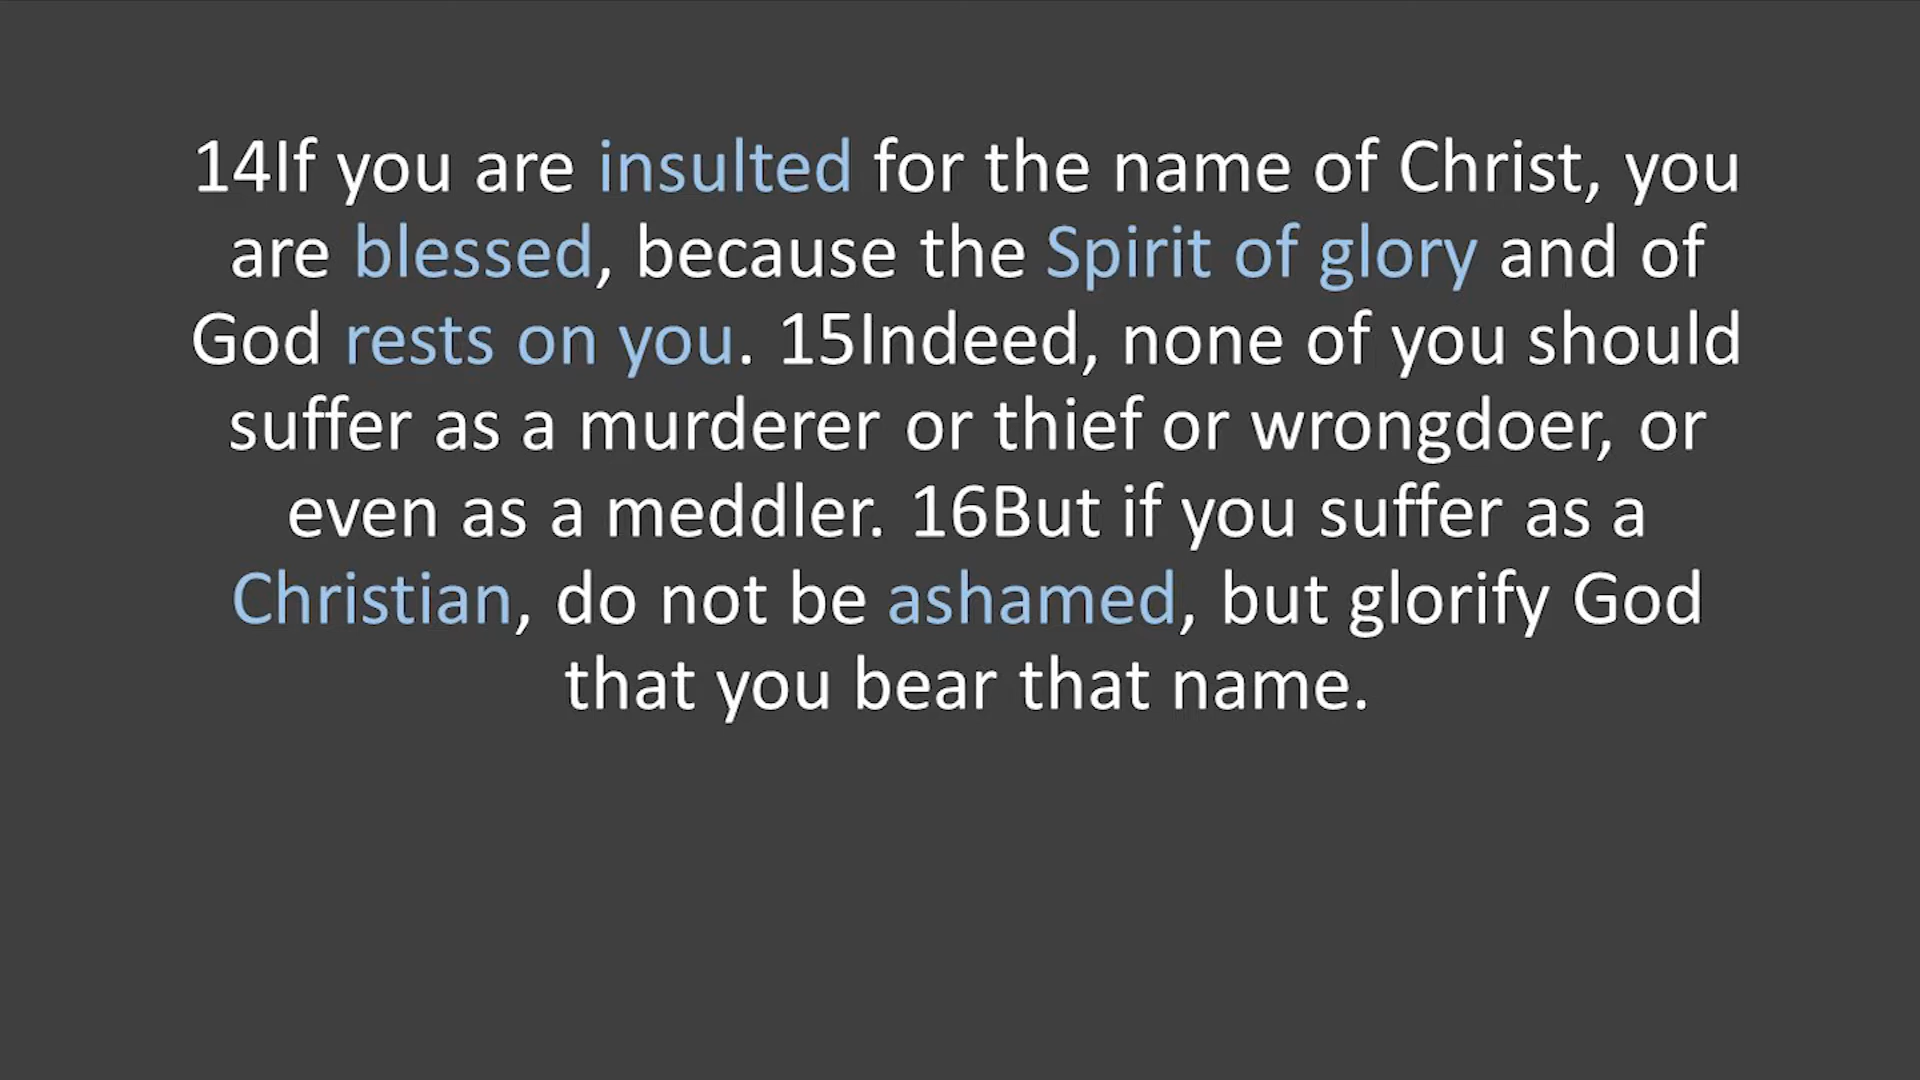 14If you are insulted for the name of Christ, you
are blessed, because the Spirit of glory and of
God rests on you. 15Indeed, none of you should
suffer as a murderer or thief or wrongdoer, or
even as a meddler. 16But if you suffer as a
Christian, do not be ashamed, but glorify God
that you bear that name.